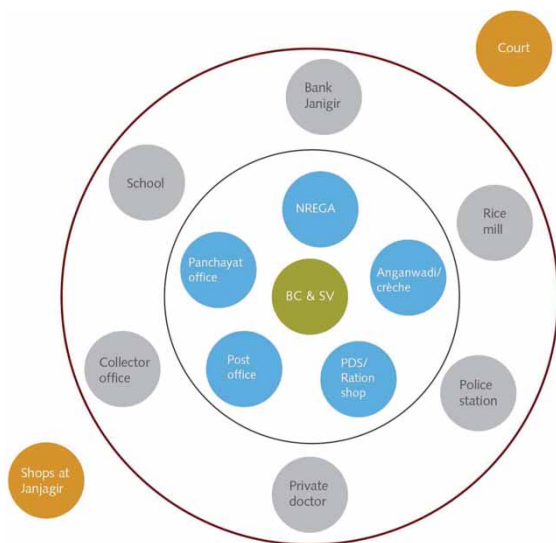 Court
Bank
Janigir
School
NREGA
Rice
mill
Panchayat
office
Anganwadi/
crèche
BC & SV
Collector
office
Post
office
PDS/
Ration
shop
Police
station
Shops at
Janjagir
Private
doctor